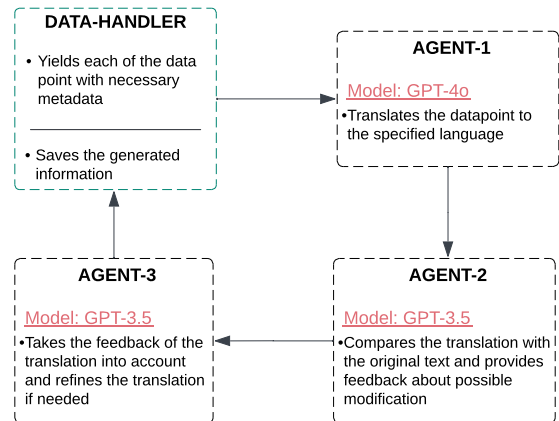 DATA-HANDLER
• Yields each of the data
point with necessary
metadata
• Saves the generated
information
AGENT-1
Model: GPT-4o
•Translates the datapoint to
the specified language
AGENT-2
Model: GPT-3.5
•Compares the translation with
the original text and provides
feedback about possible
modification
AGENT-3
Model: GPT-3.5
•Takes the feedback of the
translation into account
and refines the translation
if needed